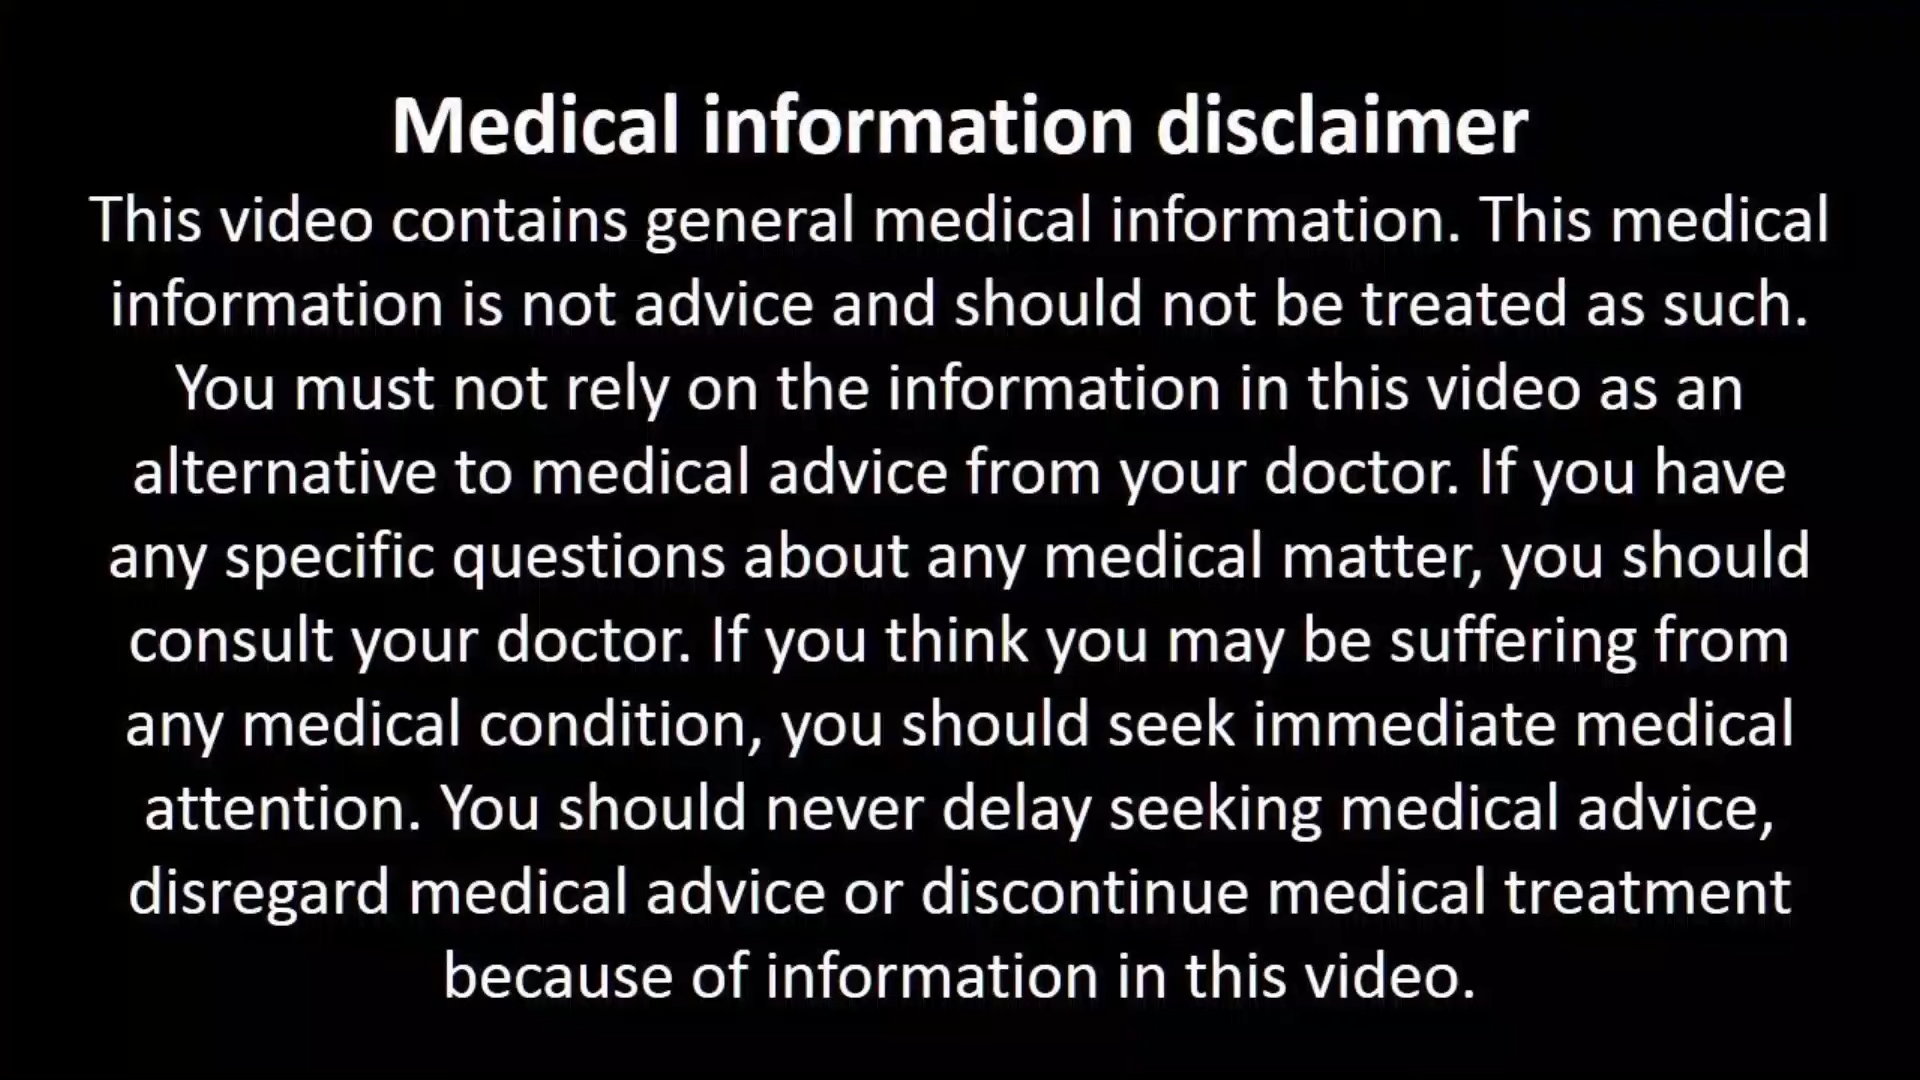 Medical information disclaimer
This video contains general medical information. This medical
information is not advice and should not be treated as such.
You must not rely on the information in this video as an
alternative to medical advice from your doctor. If you have
any specific questions about any medical matter, you should
consult your doctor. If you think you may be suffering from
any medical condition, you should seek immediate medical
attention. You should never delay seeking medical advice,
disregard medical advice or discontinue medical treatment
because of information in this video.